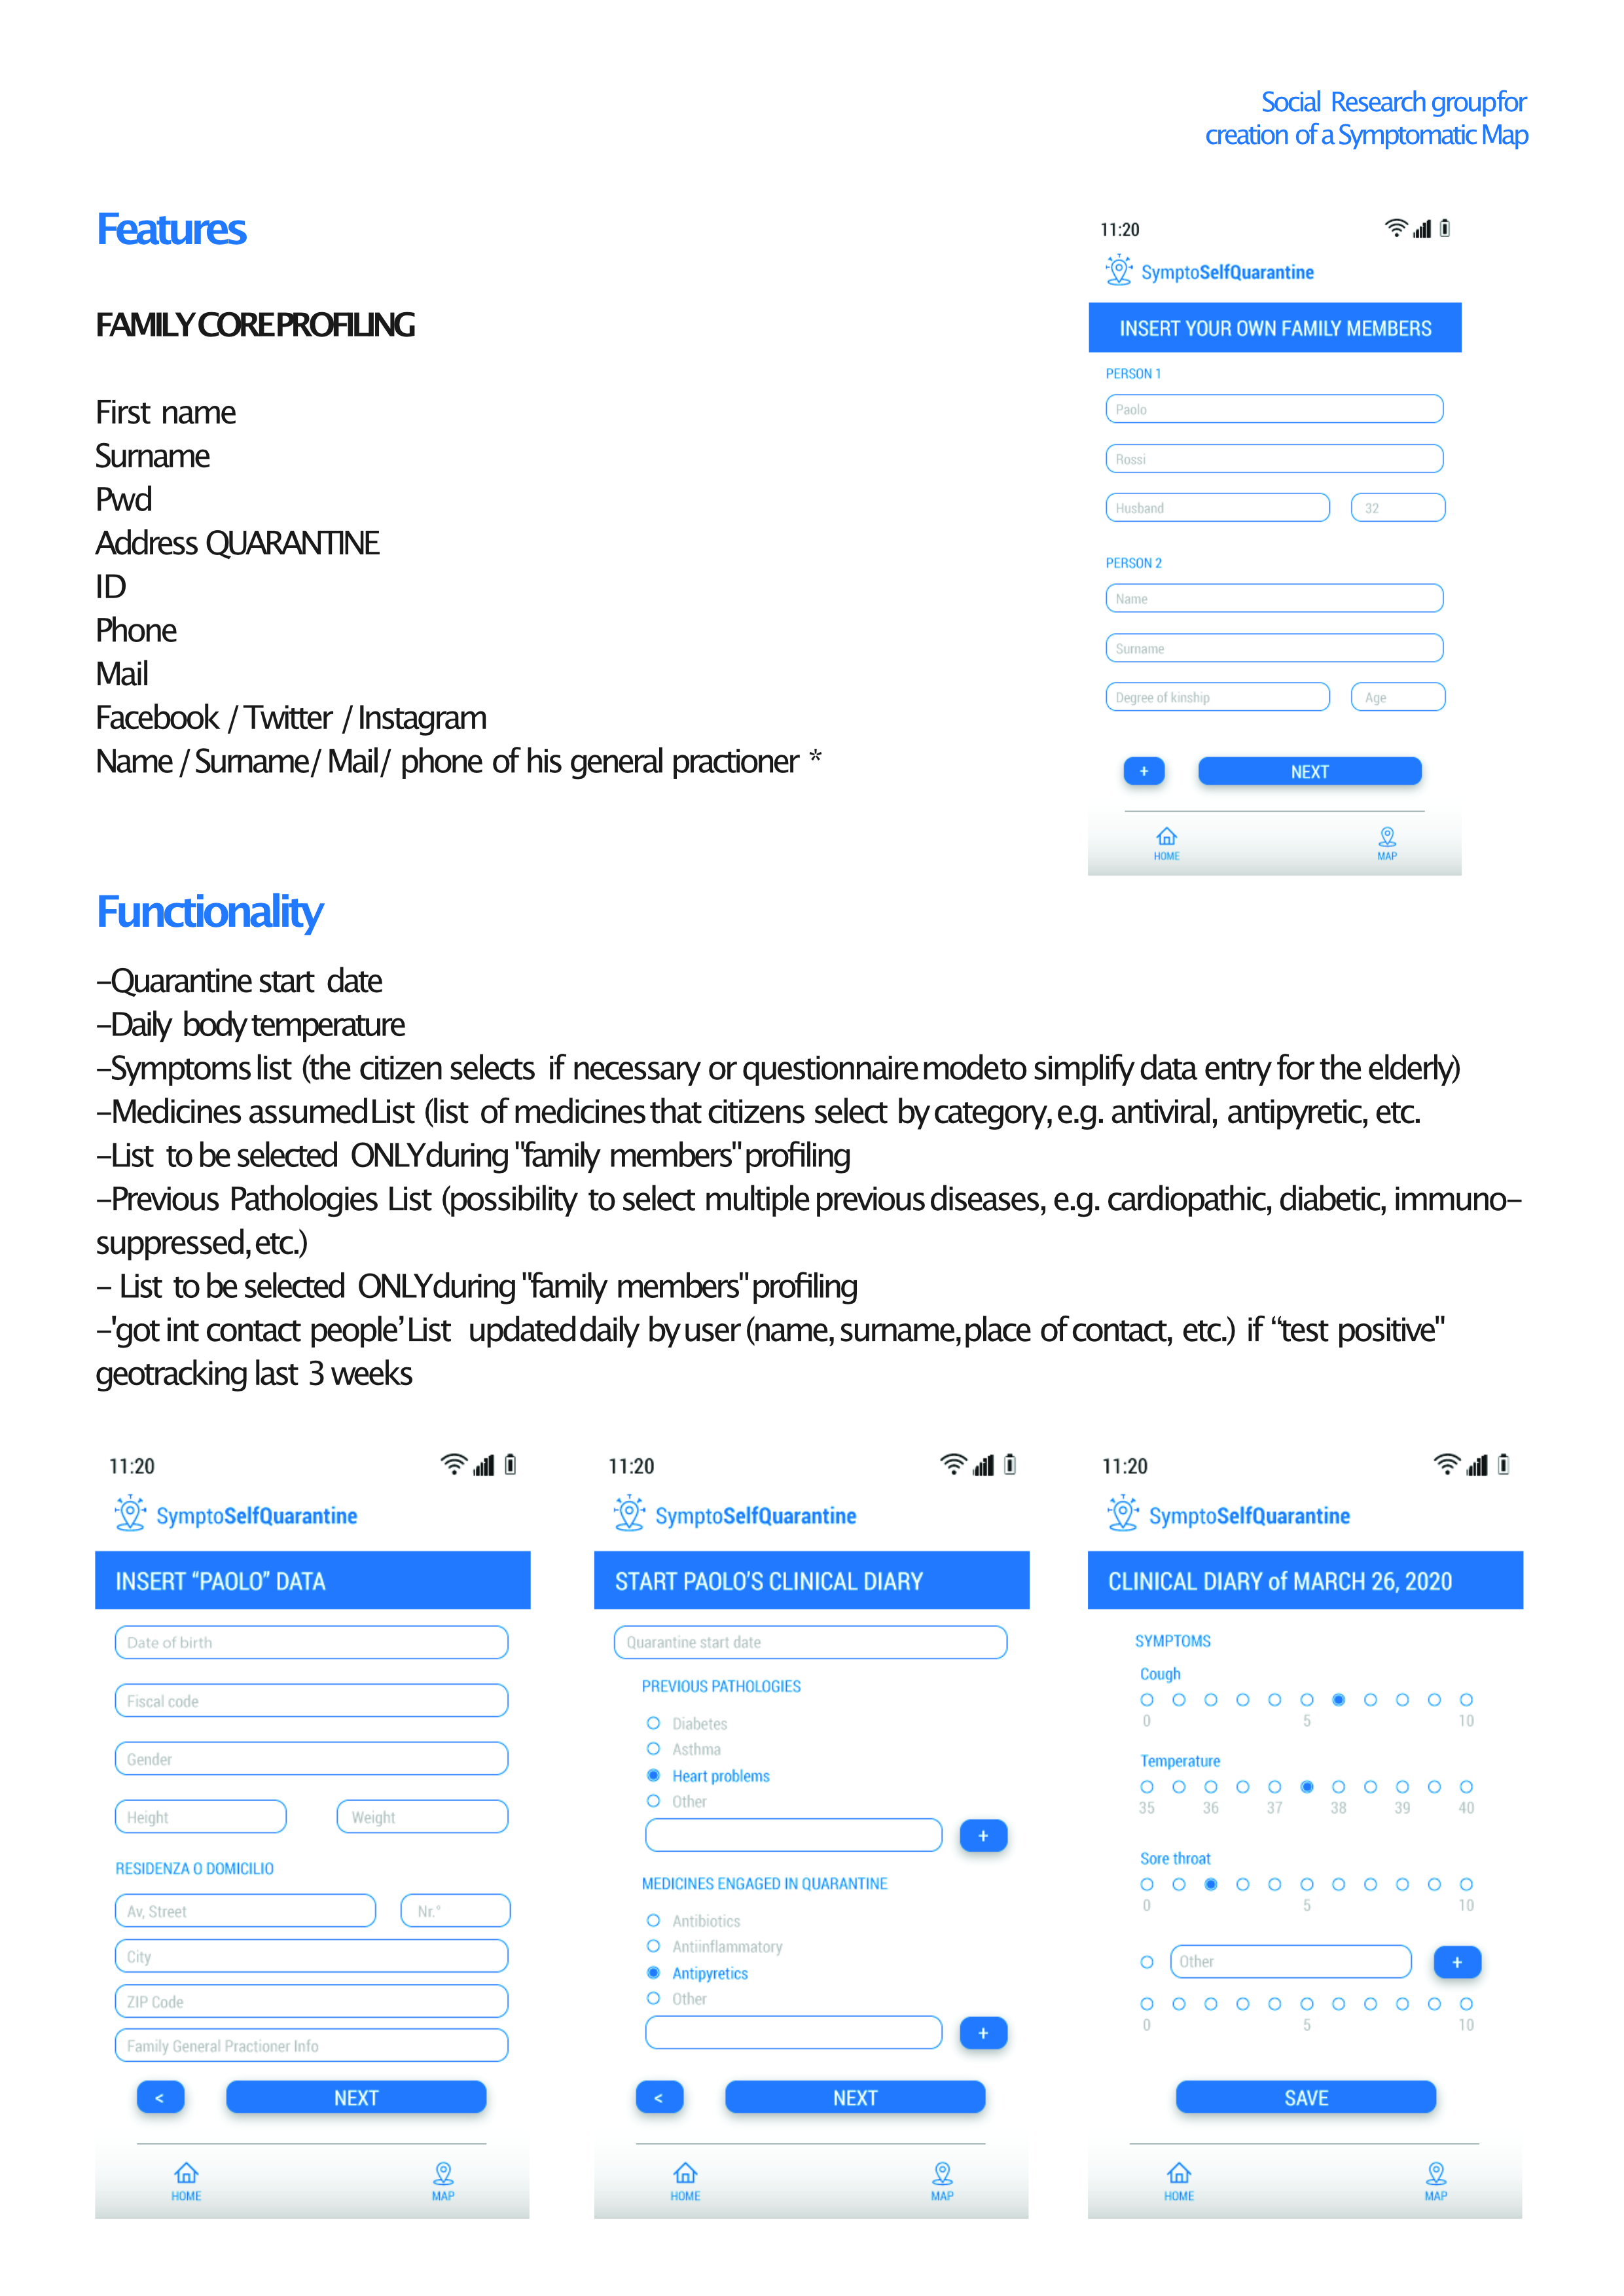 Social Research group for
creation of a Symptomatic Map
Features
FAMILY CORE PROFILING
First name
Surname
Pwd
Address QUARANTINE
ID
Phone
Mail
Facebook / Twitter / Instagram
Name / Surname/ Mail/ phone of his general practioner *
11:20
SymptoSelfQuarantine
INSERT YOUR OWN FAMILY MEMBERS
PERSON 1
Paolo
Rossi
Husband 32
PERSON 2
Name
Surname
Degree of kinship Age
+ NEXT
HOME MAP
Functionality
–Quarantine start date
–Daily body temperature
–Symptoms list (the citizen selects if necessary or questionnaire mode to simplify data entry for the elderly)
–Medicines assumed List (list of medicines that citizens select by category, e.g. antiviral, antipyretic, etc.
–List to be selected ONLY during "family members" profiling
–Previous Pathologies List (possibility to select multiple previous diseases, e.g. cardiopathic, diabetic, immuno–
suppressed, etc.)
– List to be selected ONLY during "family members" profiling
–'got int contact people’ List updated daily by user (name, surname, place of contact, etc.) if “test positive"
geotracking last 3 weeks
11:20
SymptoSelfQuarantine
INSERT “PAOLO” DATA
Date of birth
Fiscal code
Gender
Height Weight
RESIDENZA O DOMICILIO
Av, Street Nr.°
City
ZIP Code
Family General Practioner Info
< NEXT
HOME MAP
11:20
SymptoSelfQuarantine
START PAOLO’S CLINICAL DIARY
Quarantine start date
PREVIOUS PATHOLOGIES
Diabetes
Asthma
Heart problems
Other
+
MEDICINES ENGAGED IN QUARANTINE
Antibiotics
Antiinflammatory
Antipyretics
Other
+
< NEXT
HOME MAP
11:20
SymptoSelfQuarantine
CLINICAL DIARY of MARCH 26, 2020
SYMPTOMS
Cough
0 5 10
Temperature
35 36 37 38 39 40
Sore throat
0 5 10
Other +
0 5 10
SAVE
HOME MAP